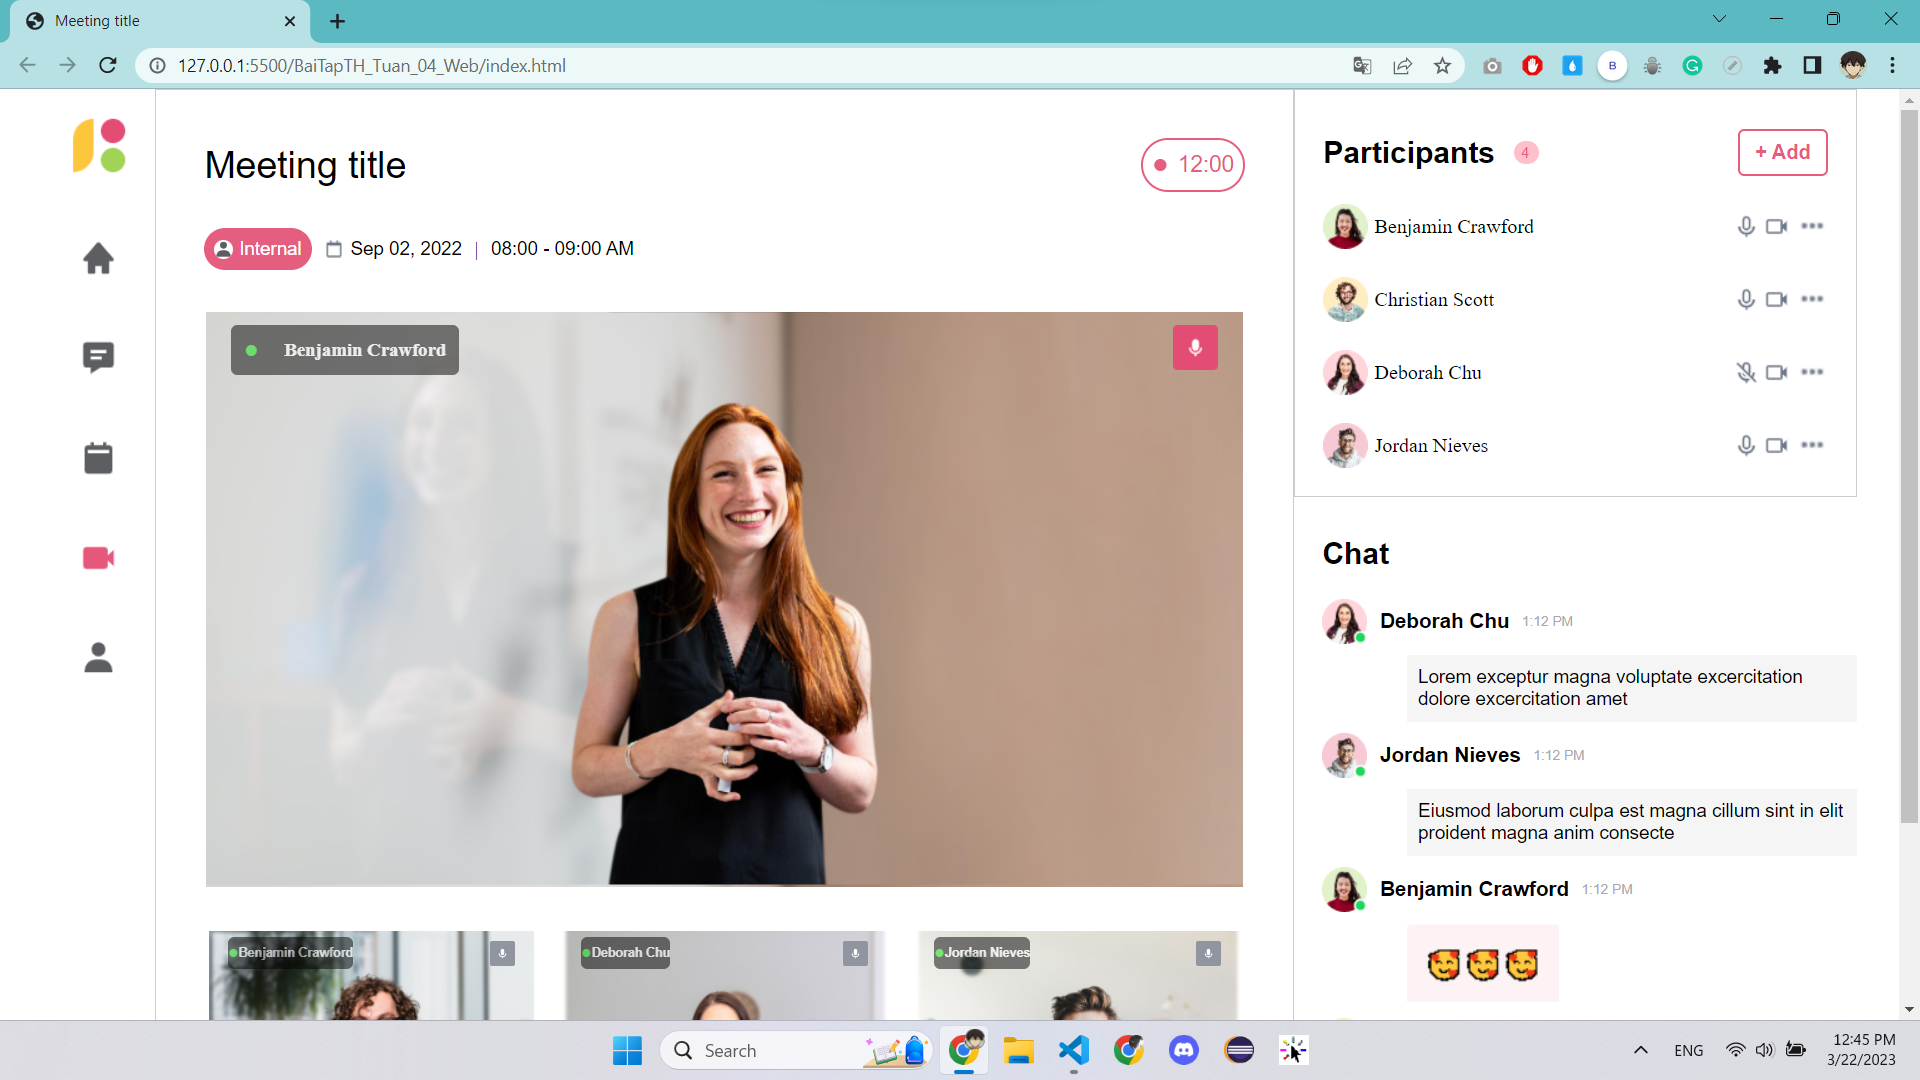 Meeting title
127.0.0.1:5500/BaiTapTH_Tuan_04_Web/index.html
B
Meeting title
12:00
Internal
Sep 02, 2022 | 08:00 - 09:00 AM
Benjamin Crawford
Benjamin Crawford
Deborah Chu
Jordan Nieves
Participants 4
+ Add
Benjamin Crawford
Christian Scott
Deborah Chu
Jordan Nieves
Chat
Deborah Chu 1:12 PM
Lorem exceptur magna voluptate excercitation
dolore excercitation amet
Jordan Nieves 1:12 PM
Eiusmod laborum culpa est magna cillum sint in elit
proident magna anim consecte
Benjamin Crawford 1:12 PM
Search
ENG
12:45 PM
3/22/2023